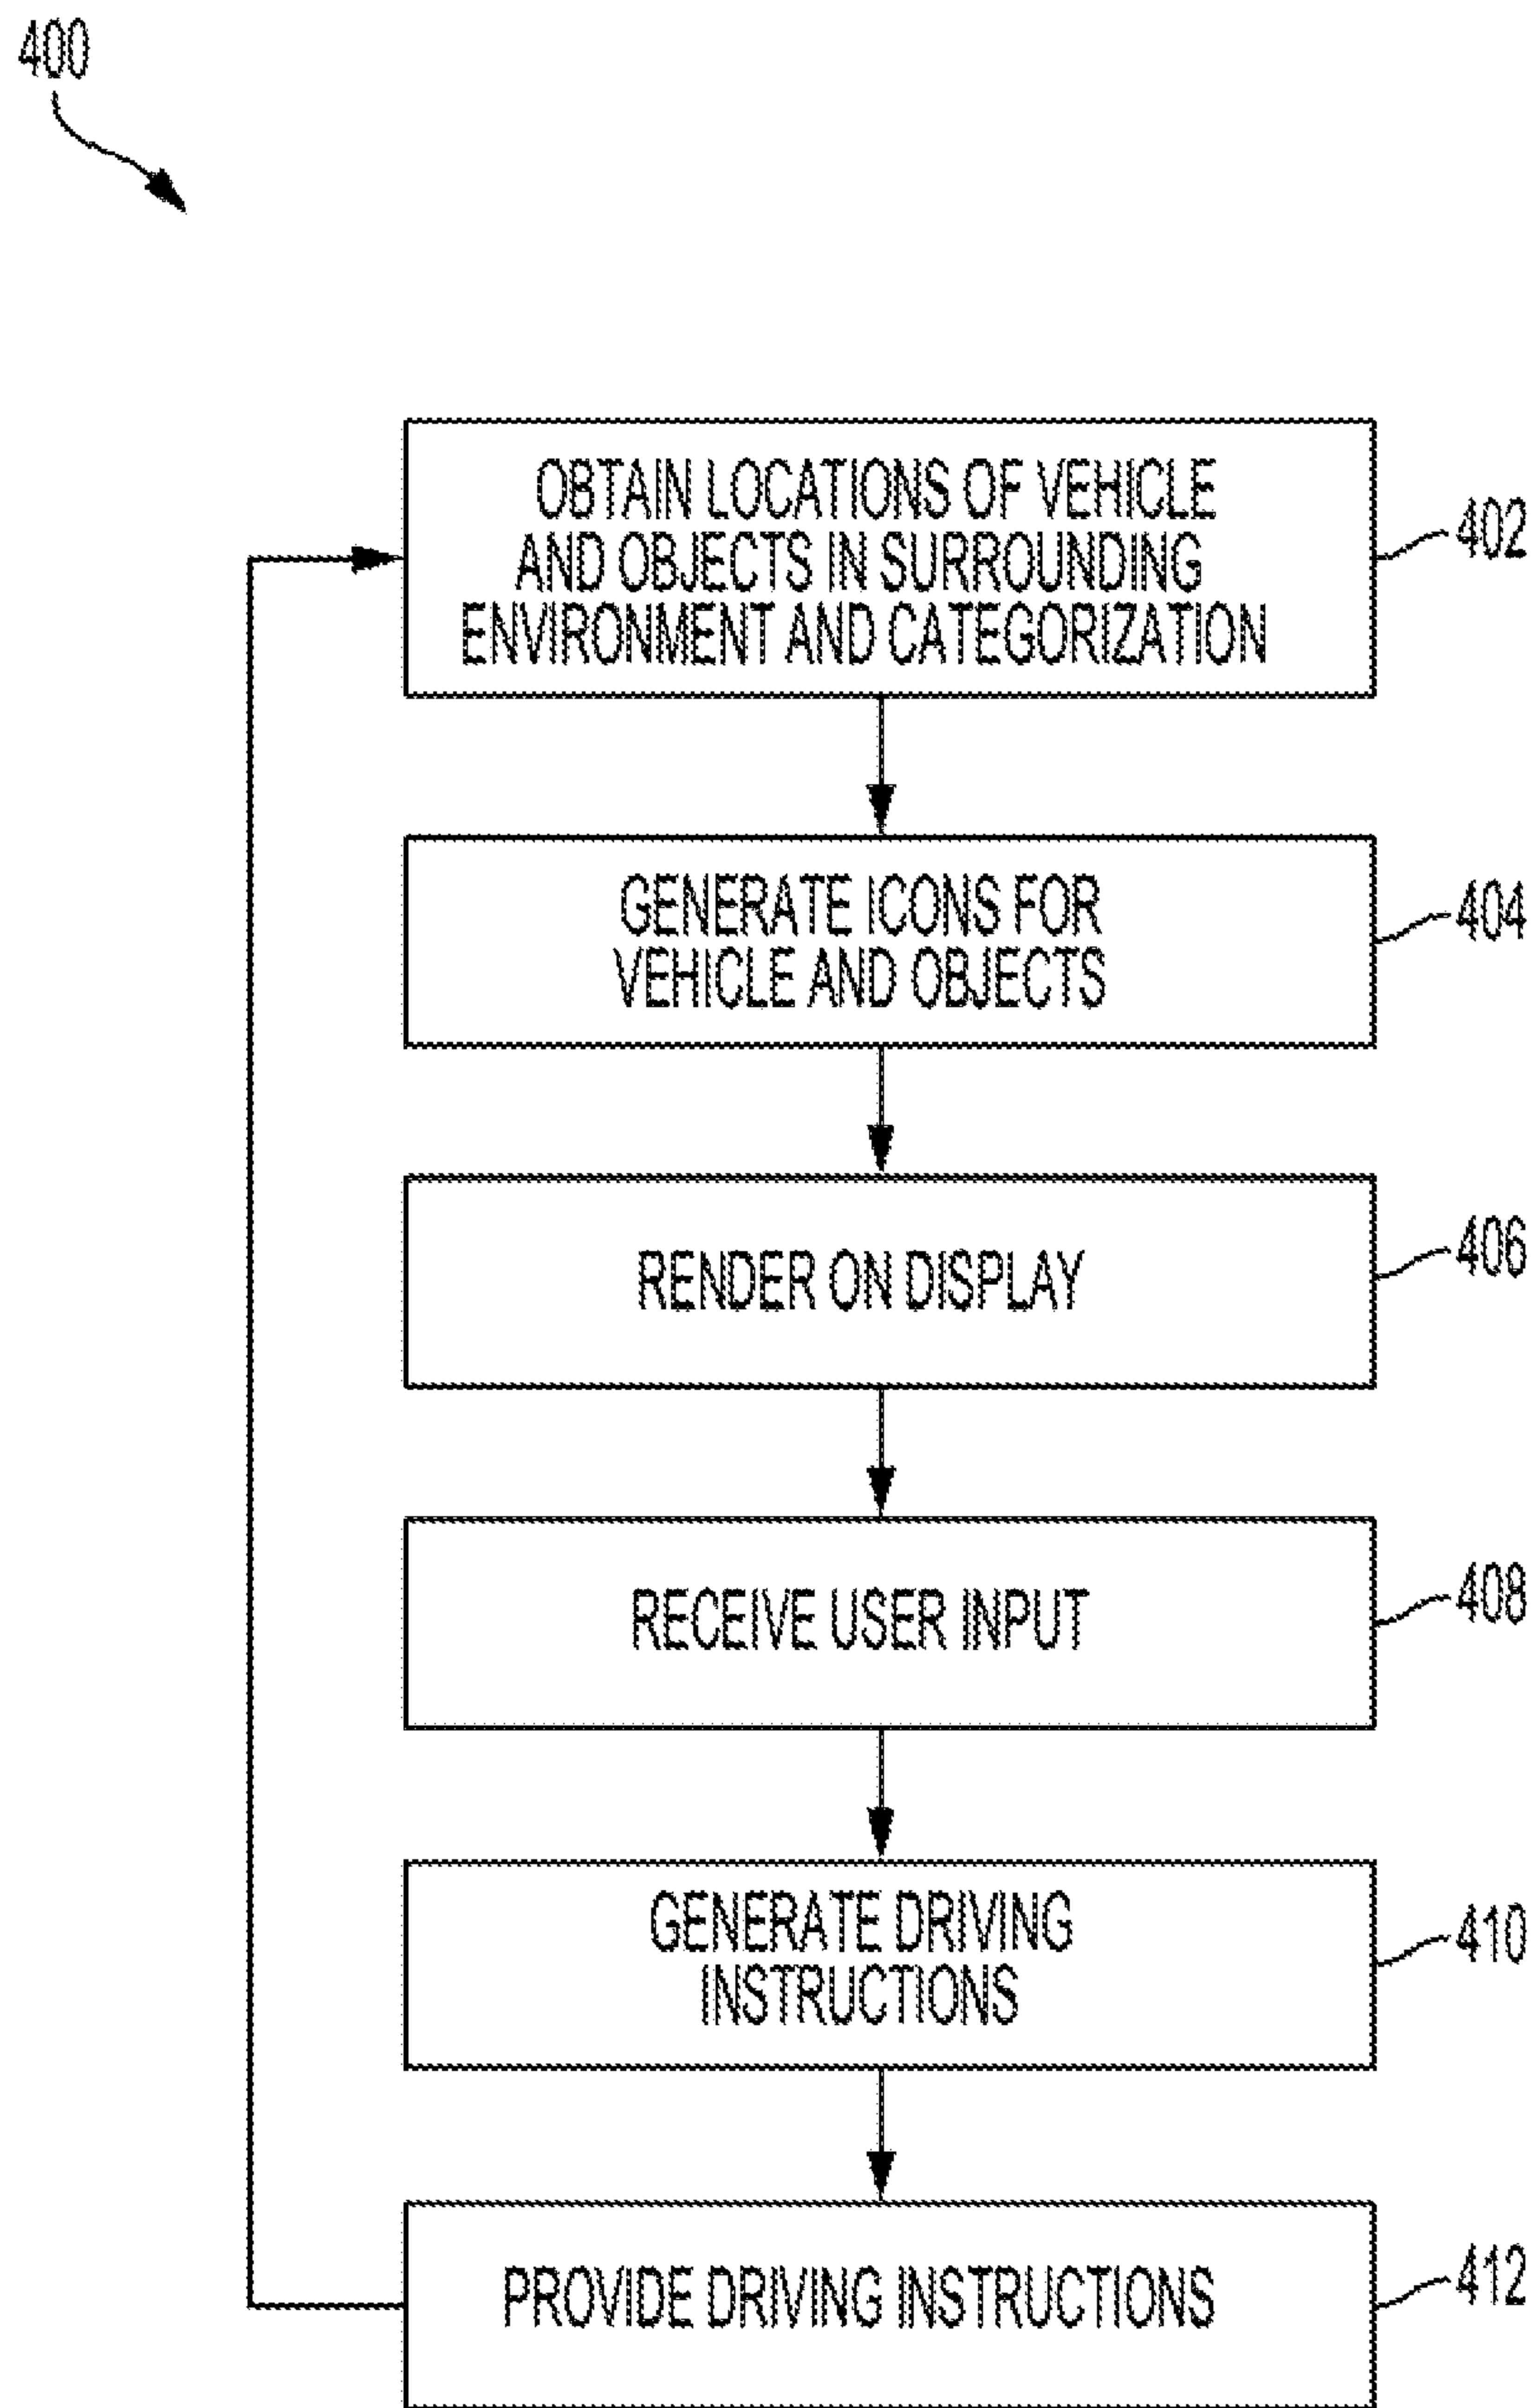 400
OBTAIN LOCATIONS OF VEHICLE
AND OBJECTS IN SURROUNDING
ENVIRONMENT AND CATEGORIZATION
402
GENERATE ICONS FOR
VEHICLE AND OBJECTS
404
RENDER ON DISPLAY
406
RECEIVE USER INPUT
408
GENERATE DRIVING
INSTRUCTIONS
410
PROVIDE DRIVING INSTRUCTIONS
412